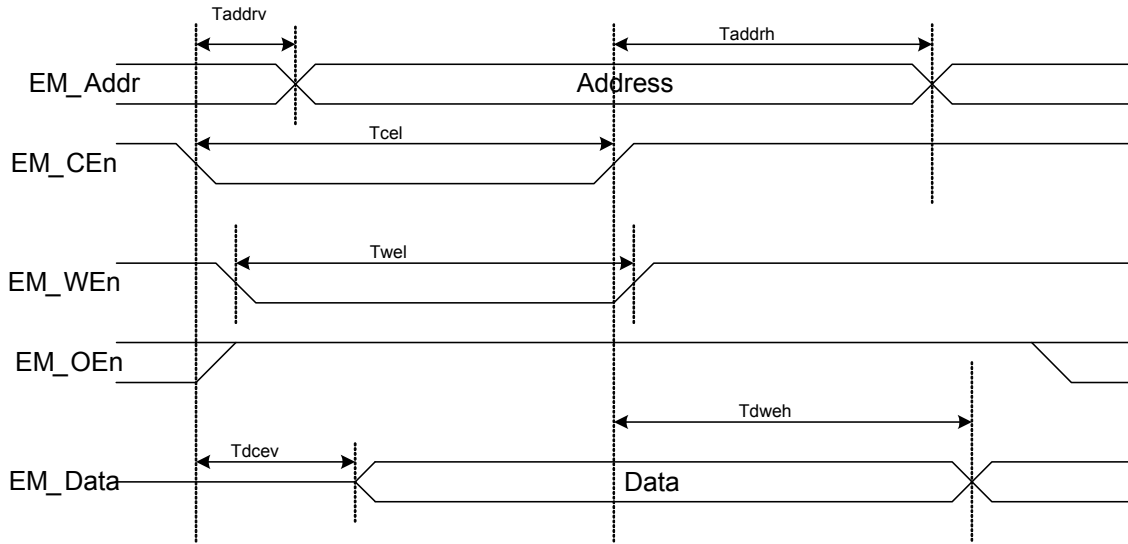 Taddrv
Taddrh
EM_Addr
Address
Tcel
EM_CEn
Twel
EM_WEn
EM_OEn
Tdweh
Tdcev
EM_Data
Data